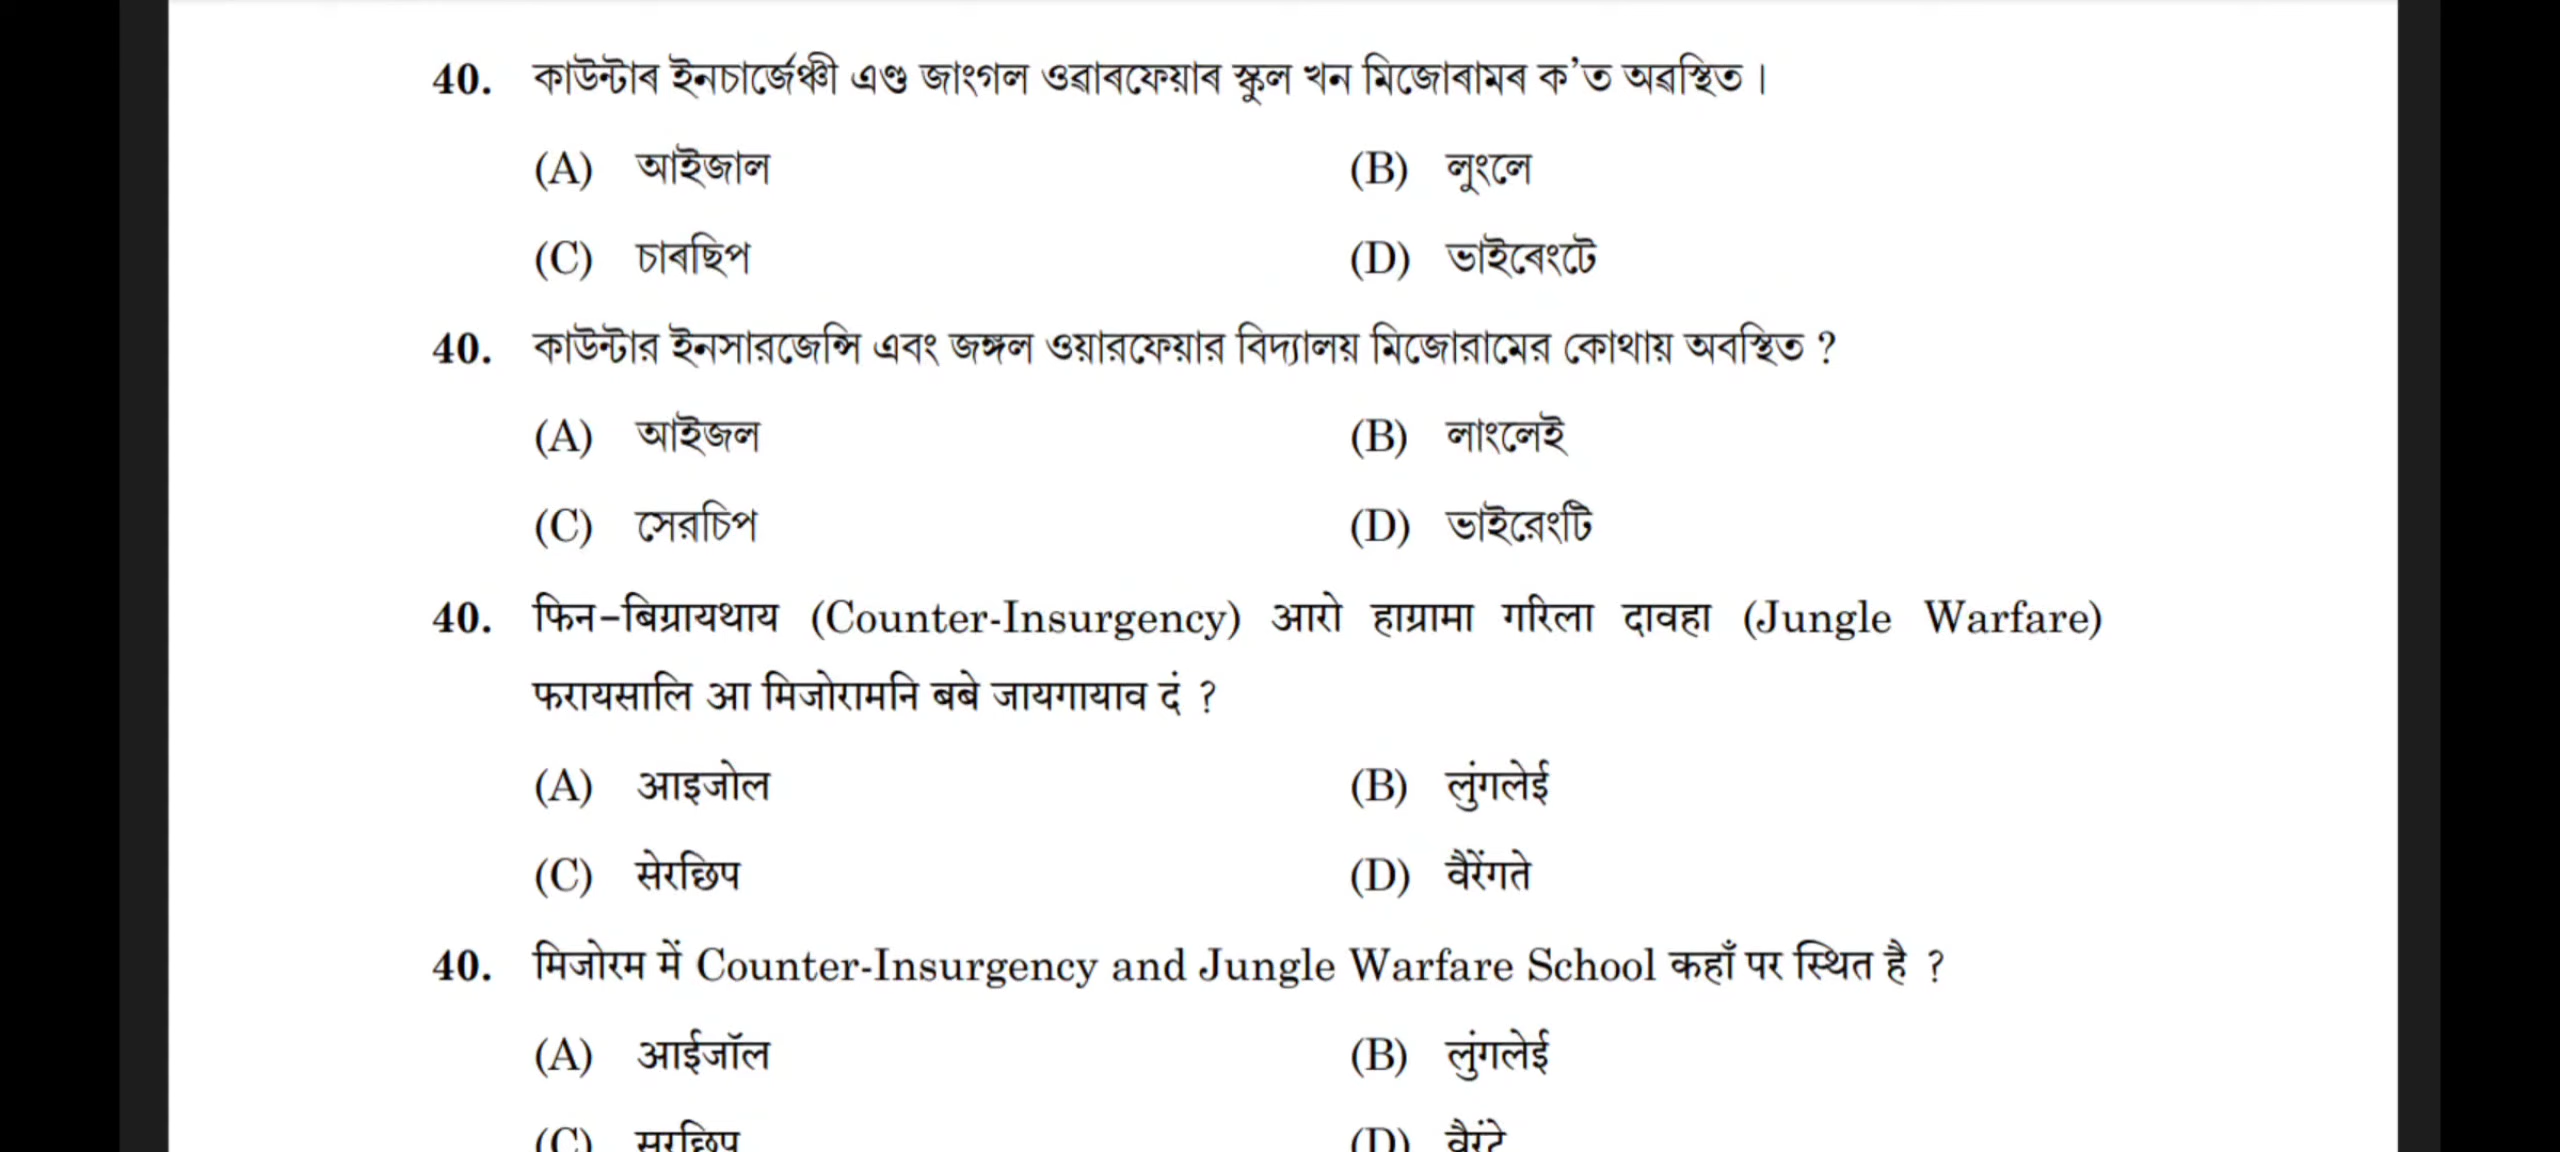 40. কাউন্টাৰ ইনচাৰ্জেঞ্চী এণ্ড জাংগল ওৱাৰফেয়াৰ স্কুল খন মিজোৰামৰ ক’ত অৱস্থিত।
(A) আইজাল (B) লুংলে
(C) চাৰছিপ (D) ভাইৰেংটে
40. কাউন্টার ইনসারজেন্সি এবং জঙ্গল ওয়ারফেয়ার বিদ্যালয় মিজোরামের কোথায় অবস্থিত ?
(A) আইজল (B) লাংলেই
(C) সেরচিপ (D) ভাইরেংটি
40. फिन-बिग्रायथाय (Counter-Insurgency) आरो हाग्रामा गरिला दावहा (Jungle Warfare)
फरायसालि आ मिजोरामनि बबे जायगायाव दं ?
(A) आइजोल (B) लुंगलेई
(C) सेरछिप (D) वैरेंगते
40. मिजोरम में Counter-Insurgency and Jungle Warfare School कहाँ पर स्थित है ?
(A) आईजॉल (B) लुंगलेई
(C) सरछिप (D) वैरंटे